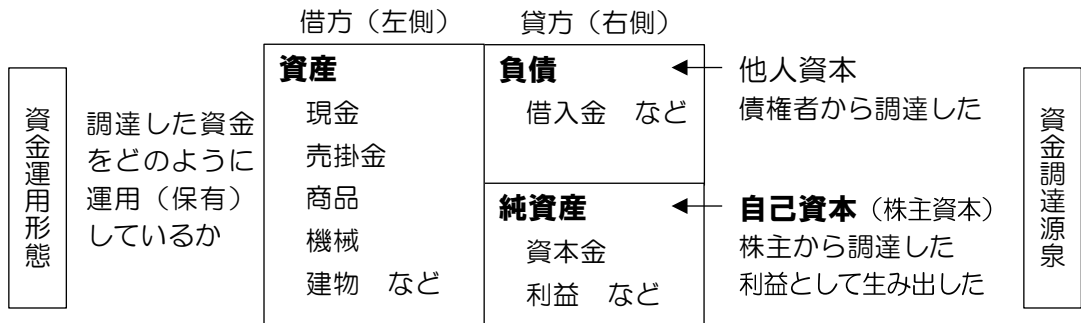 借方（左側）
貸方（右側）
資金運用形態
調達した資金
をどのように
運用（保有）
しているか
資産
現金
売掛金
商品
機械
建物　など
負債
借入金　など
純資産
資本金
利益　など
他人資本
債権者から調達した
自己資本（株主資本）
株主から調達した
利益として生み出した
資金調達源泉